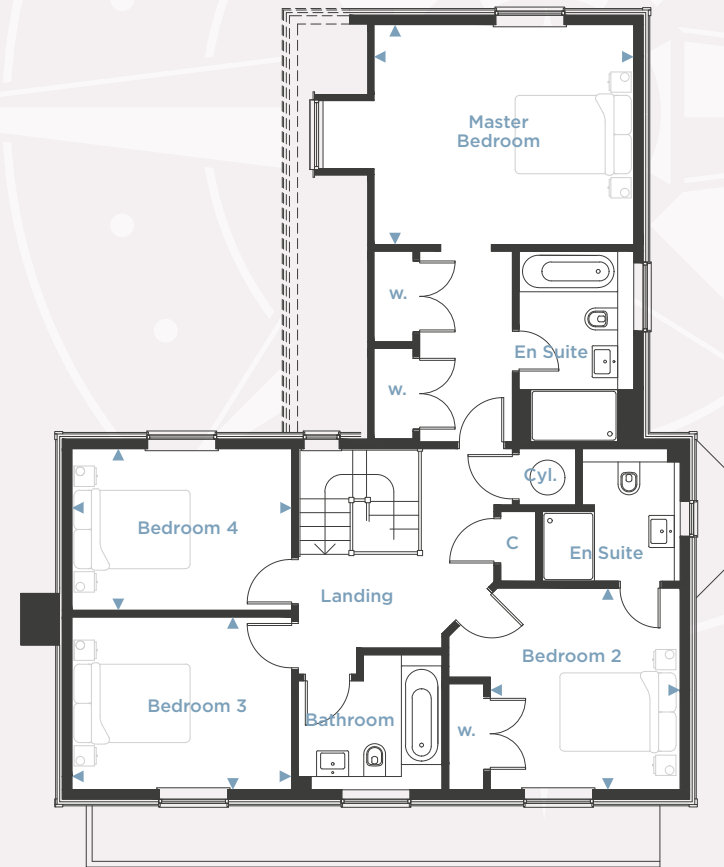 Master
Bedroom
w.
En Suite
w.
Cyl.
Bedroom 4
C
En Suite
Landing
Bedroom 2
Bedroom 3
Bathroom
w.